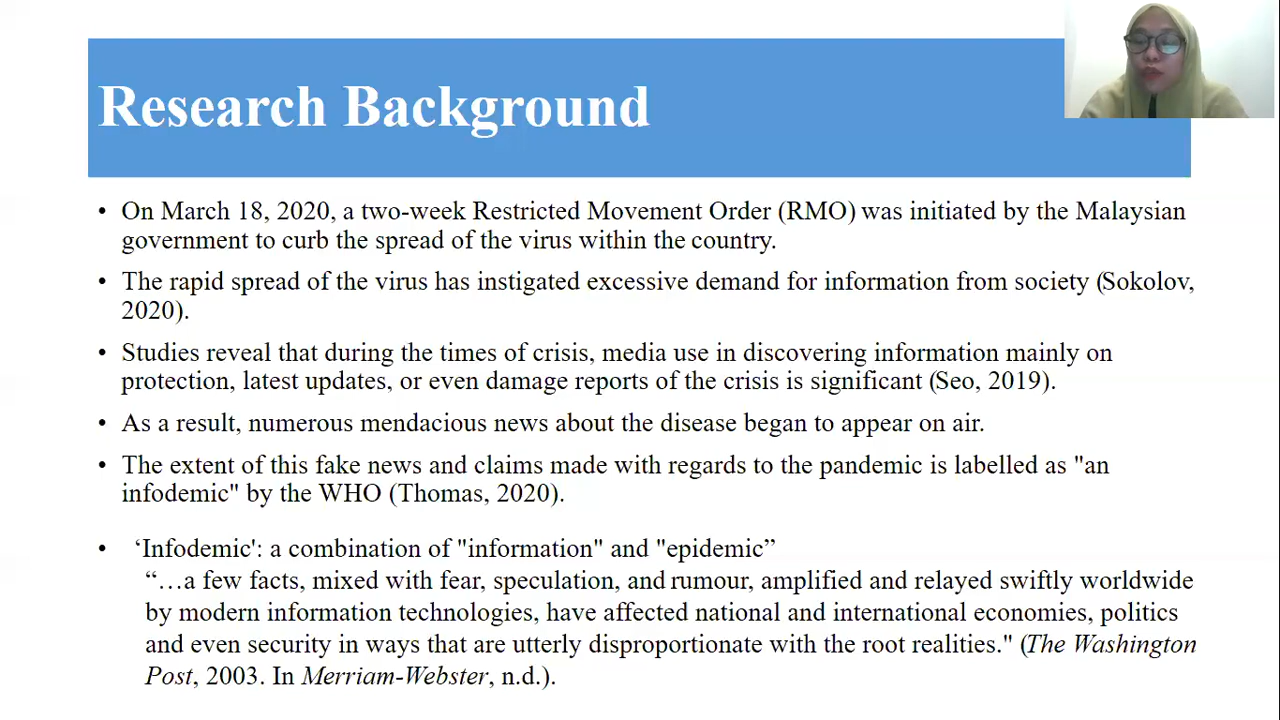 Research Background
• On March 18, 2020, a two-week Restricted Movement Order (RMO) was initiated by the Malaysian
government to curb the spread of the virus within the country.
• The rapid spread of the virus has instigated excessive demand for information from society (Sokolov,
2020).
• Studies reveal that during the times of crisis, media use in discovering information mainly on
protection, latest updates, or even damage reports of the crisis is significant (Seo, 2019).
• As a result, numerous mendacious news about the disease began to appear on air.
• The extent of this fake news and claims made with regards to the pandemic is labelled as "an
infodemic" by the WHO (Thomas, 2020).
• ‘Infodemic': a combination of "information" and "epidemic”
“…a few facts, mixed with fear, speculation, and rumour, amplified and relayed swiftly worldwide
by modern information technologies, have affected national and international economies, politics
and even security in ways that are utterly disproportionate with the root realities." (The Washington
Post, 2003. In Merriam-Webster, n.d.).